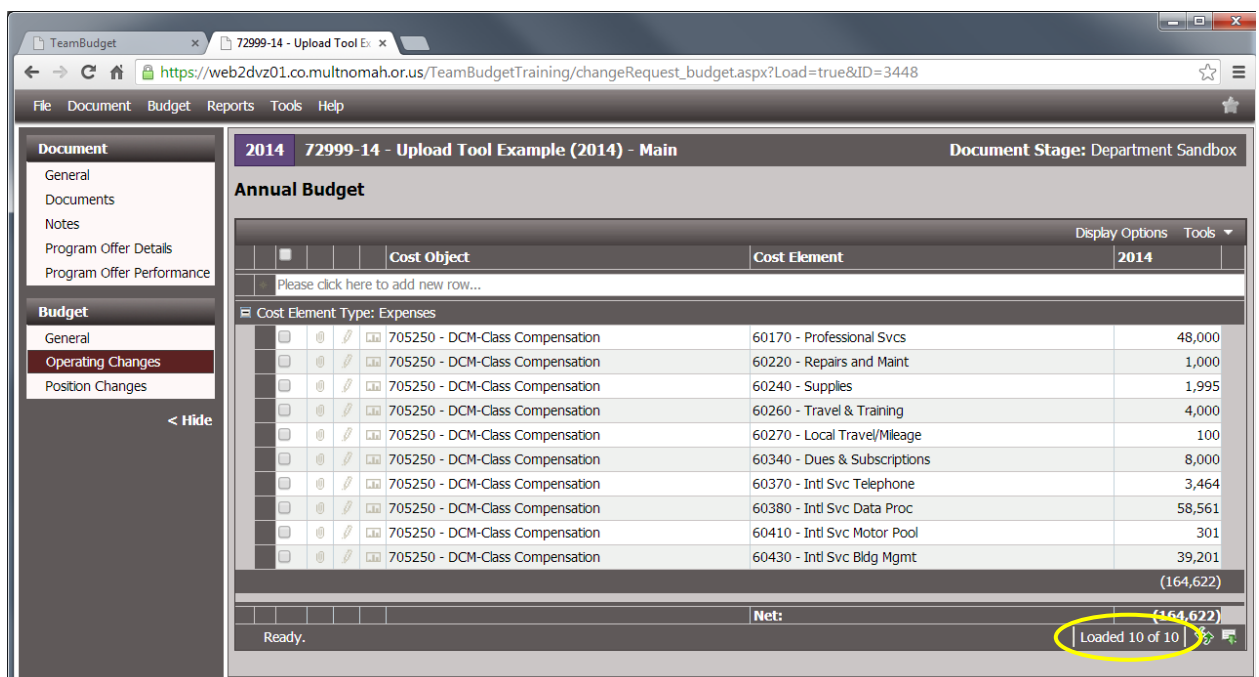 TeamBudget
72999-14 - Upload Tool Ex
https://web2dvz01.co.multnomah.or.us/TeamBudgetTraining/changeRequest_budget.aspx?Load=true&ID=3448
File Document Budget Reports Tools Help
Document
General
Documents
Notes
Program Offer Details
Program Offer Performance
Budget
General
Operating Changes
Position Changes
< Hide
2014 72999-14 - Upload Tool Example (2014) - Main Document Stage: Department Sandbox
Annual Budget
Display Options Tools
Cost Object Cost Element 2014
Please click here to add new row...
Cost Element Type: Expenses
705250 - DCM-Class Compensation 60170 - Professional Svcs 48,000
705250 - DCM-Class Compensation 60220 - Repairs and Maint 1,000
705250 - DCM-Class Compensation 60240 - Supplies 1,995
705250 - DCM-Class Compensation 60260 - Travel & Training 4,000
705250 - DCM-Class Compensation 60270 - Local Travel/Mileage 100
705250 - DCM-Class Compensation 60340 - Dues & Subscriptions 8,000
705250 - DCM-Class Compensation 60370 - Intl Svc Telephone 3,464
705250 - DCM-Class Compensation 60380 - Intl Svc Data Proc 58,561
705250 - DCM-Class Compensation 60410 - Intl Svc Motor Pool 301
705250 - DCM-Class Compensation 60430 - Intl Svc Bldg Mgmt 39,201
(164,622)
Net: (164,622)
Ready. Loaded 10 of 10